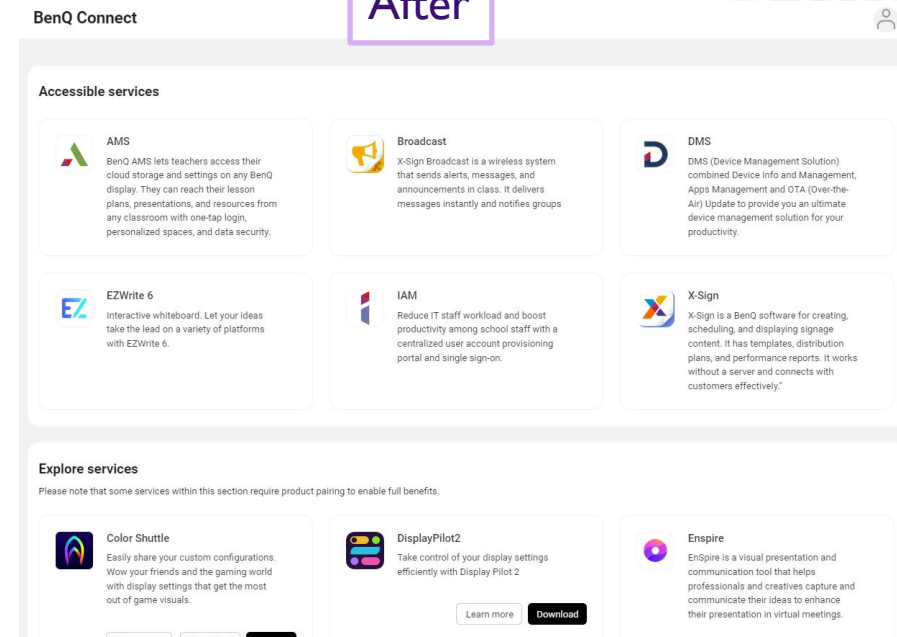 After
BenQ Connect
Accessible services
AMS
BenQ AMS lets teachers access their
cloud storage and settings on any BenQ
display. They can reach their lesson
plans, presentations, and resources from
any classroom with one-tap login,
personalized spaces, and data security.
Broadcast
X-Sign Broadcast is a wireless system
that sends alerts, messages, and
announcements in class. It delivers
messages instantly and notifies groups
DMS
DMS (Device Management Solution)
combined Device Info and Management,
Apps Management and OTA (Over-the-
Air) Update to provide you an ultimate
device management solution for your
productivity.
EZ
EZWrite 6
Interactive whiteboard. Let your ideas
take the lead on a variety of platforms
with EZWrite 6.
IAM
Reduce IT staff workload and boost
productivity among school staff with a
centralized user account provisioning
portal and single sign-on.
X-Sign
X-Sign is a BenQ software for creating,
scheduling, and displaying signage
content. It has templates, distribution
plans, and performance reports. It works
without a server and connects with
customers effectively."
Explore services
Please note that some services within this section require product pairing to enable full benefits.
Color Shuttle
Easily share your custom configurations.
Wow your friends and the gaming world
with display settings that get the most
out of game visuals.
DisplayPilot2
Take control of your display settings
efficiently with Display Pilot 2
Learn more
Download
Enspire
EnSpire is a visual presentation and
communication tool that helps
professionals and creatives capture and
communicate their ideas to enhance
their presentation in virtual meetings.